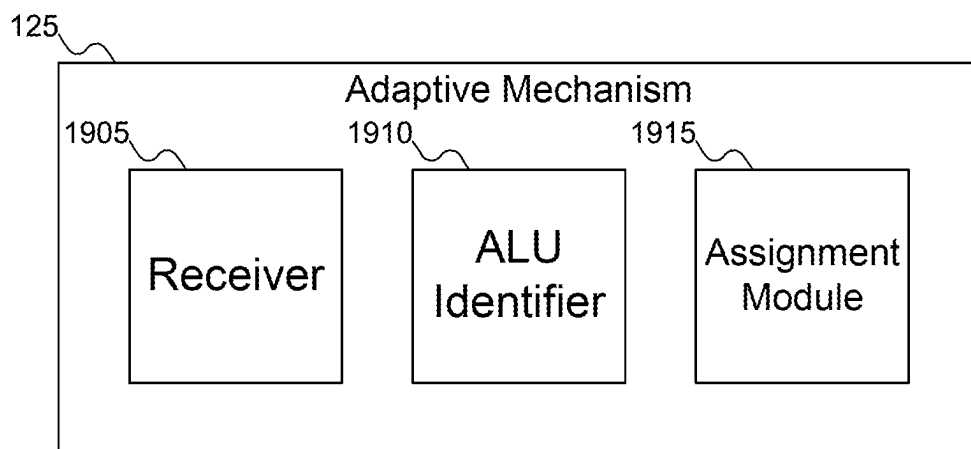 125
Adaptive Mechanism
1905
1910
1915
Receiver
ALU
Identifier
Assignment
Module